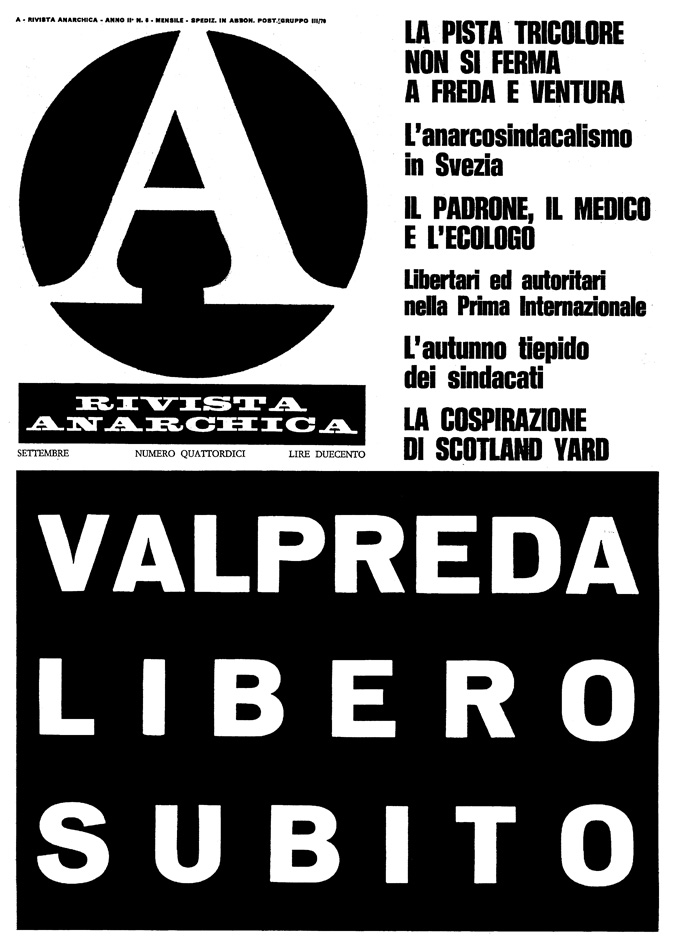 A - RIVISTA ANARCHICA - ANNO IIº N. 6 - MENSILE - SPEDIZ. IN ABBON. POST. GRUPPO III/70
A
RIVISTA
ANARCHICA
SETTEMBRE NUMERO QUATTORDICI LIRE DUECENTO
LA PISTA TRICOLORE
NON SI FERMA
A FREDA E VENTURA
L'anarcosindacalismo
in Svezia
IL PADRONE, IL MEDICO
E L'ECOLOGO
Libertari ed autoritari
nella Prima Internazionale
L'autunno tiepido
dei sindacati
LA COSPIRAZIONE
DI SCOTLAND YARD
VALPREDA
LIBERO
SUBITO